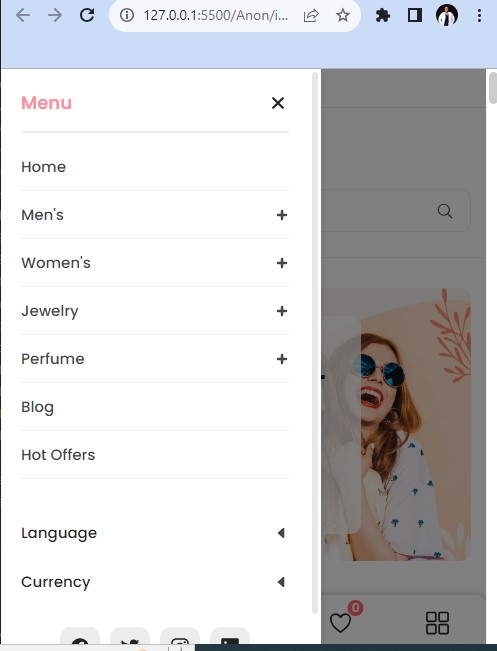 127.0.0.1:5500/Anon/i...
Menu
Home
Men's
Women's
Jewelry
Perfume
Blog
Hot Offers
Language
Currency
0